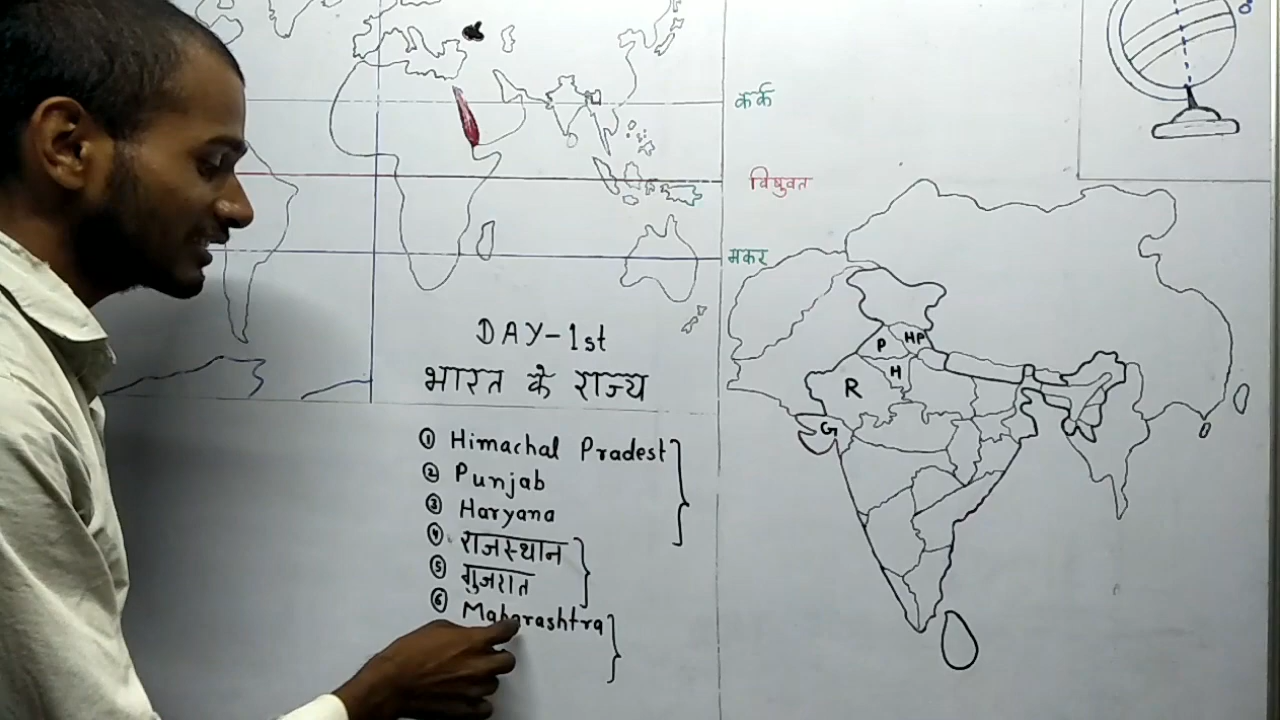 कर्क
विषुवत
मकर
DAY-1st
भारत के राज्य
① Himachal Pradest
② Punjab
③ Haryana
④ राजस्थान
⑤ गुजरात
⑥ Maharashtra
P
HP
H
R
G